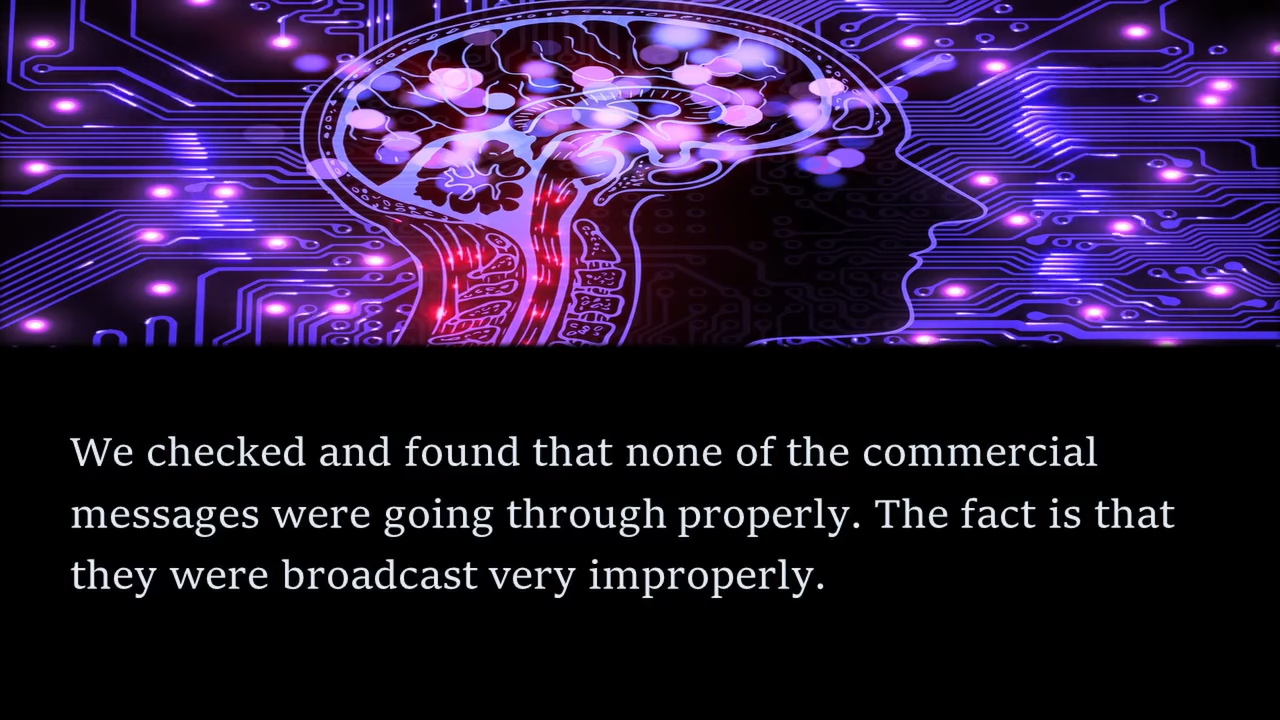 We checked and found that none of the commercial
messages were going through properly. The fact is that
they were broadcast very improperly.